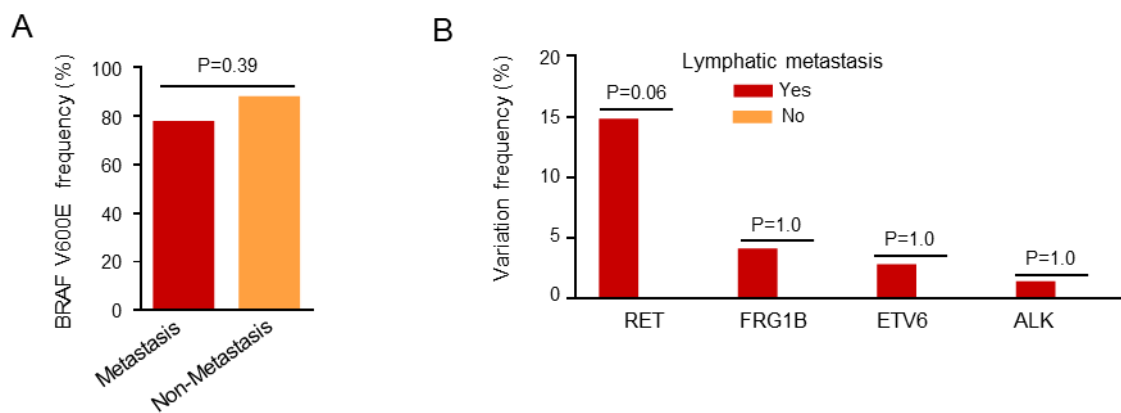 A
BRAF V600E frequency (%)
100
80
60
40
20
0
P=0.39
Metastasis
Non-Metastasis
B
Variation frequency (%)
20
15
10
5
0
Lymphatic metastasis
Yes
No
P=0.06
P=1.0
P=1.0
P=1.0
RET
FRG1B
ETV6
ALK